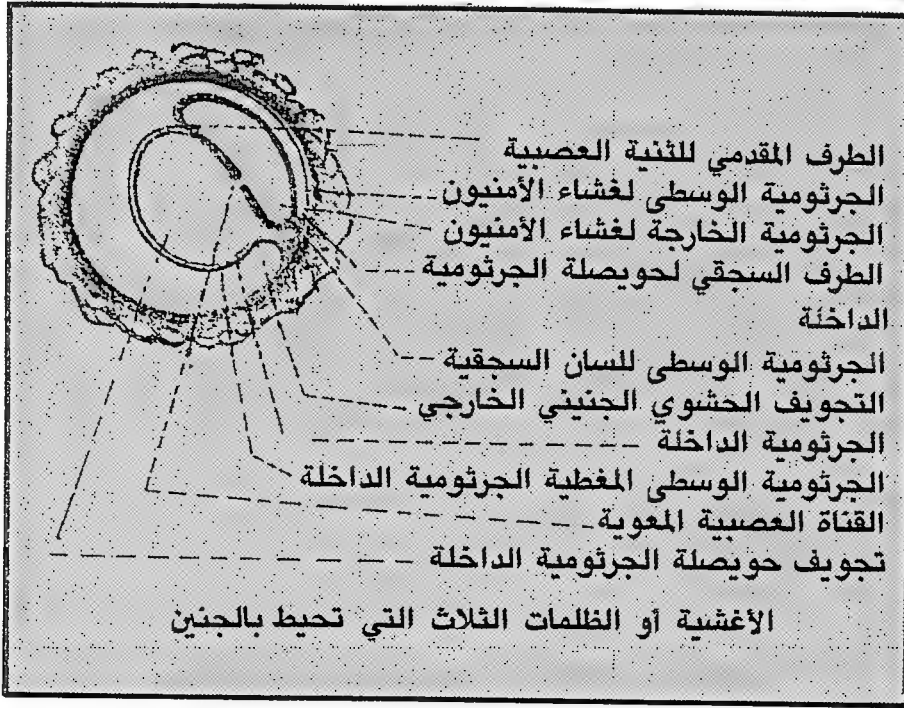 الطرف المقدمي للثنية العصبية
الجرثومية الوسطى لغشاء الأمنيون
الجرثومية الخارجة لغشاء الأمنيون
الطرف السجقي لحويصلة الجرثومية
الداخلة
الجرثومية الوسطى للسان السجقية
التجويف الحشوي الجنيني الخارجي
الجرثومية الداخلة
الجرثومية الوسطى المغطية الجرثومية الداخلة
القناة العصبية المعوية
تجويف حويصلة الجرثومية الداخلة
الأغشية أو الظلمات الثلاث التي تحيط بالجنين